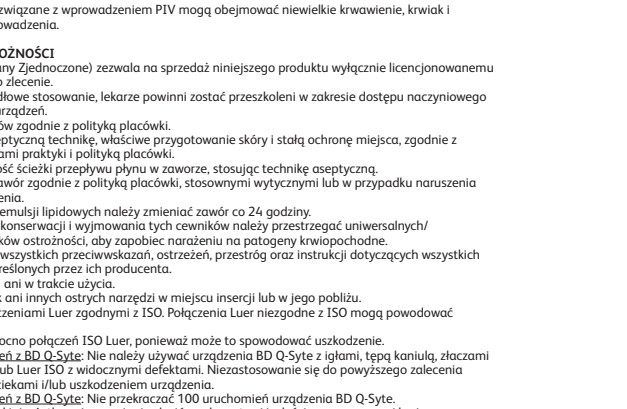 związane z wprowadzeniem PIV mogą obejmować niewielkie krwawienie, krwiak i
owadzenia.
OŻNOŚCI
ny Zjednoczone) zezwala na sprzedaż niniejszego produktu wyłącznie licencjonowanemu
o zlecenie.
dłowe stosowanie, lekarze powinni zostać przeszkoleni w zakresie dostępu naczyniowego
urządzeń.
ów zgodnie z polityką placówki.
eptyczną technikę, właściwe przygotowanie skóry i stałą ochronę miejsca, zgodnie z
ami praktyki i polityką placówki.
ość ścieżki przepływu płynu w zaworze, stosując technikę aseptyczną.
awór zgodnie z polityką placówki, stosownymi wytycznymi lub w przypadku naruszenia
enia.
emulsji lipidowych należy zmieniać zawór co 24 godziny.
konserwacji i wyjmowania tych cewników należy przestrzegać uniwersalnych/
ków ostrożności, aby zapobiec narażeniu na patogeny krwiopochodne.
wszystkich przeciwwskazań, ostrzeżeń, przestróg oraz instrukcji dotyczących wszystkich
reślonych przez ich producenta.
ani w trakcie użycia.
k ani innych ostrych narzędzi w miejscu insercji lub w jego pobliżu.
czeniami Luer zgodnymi z ISO. Połączenia Luer niezgodne z ISO mogą powodować
ocno połączeń ISO Luer, ponieważ może to spowodować uszkodzenie.
eń z BD Q-Syte: Nie należy używać urządzenia BD Q-Syte z igłami, tępą kaniulą, złączami
ub Luer ISO z widocznymi defektami. Niezastosowanie się do powyższego zalecenia
iekami i/lub uszkodzeniem urządzenia.
eń z BD Q-Syte: Nie przekraczać 100 uruchomień urządzenia BD Q-Syte.